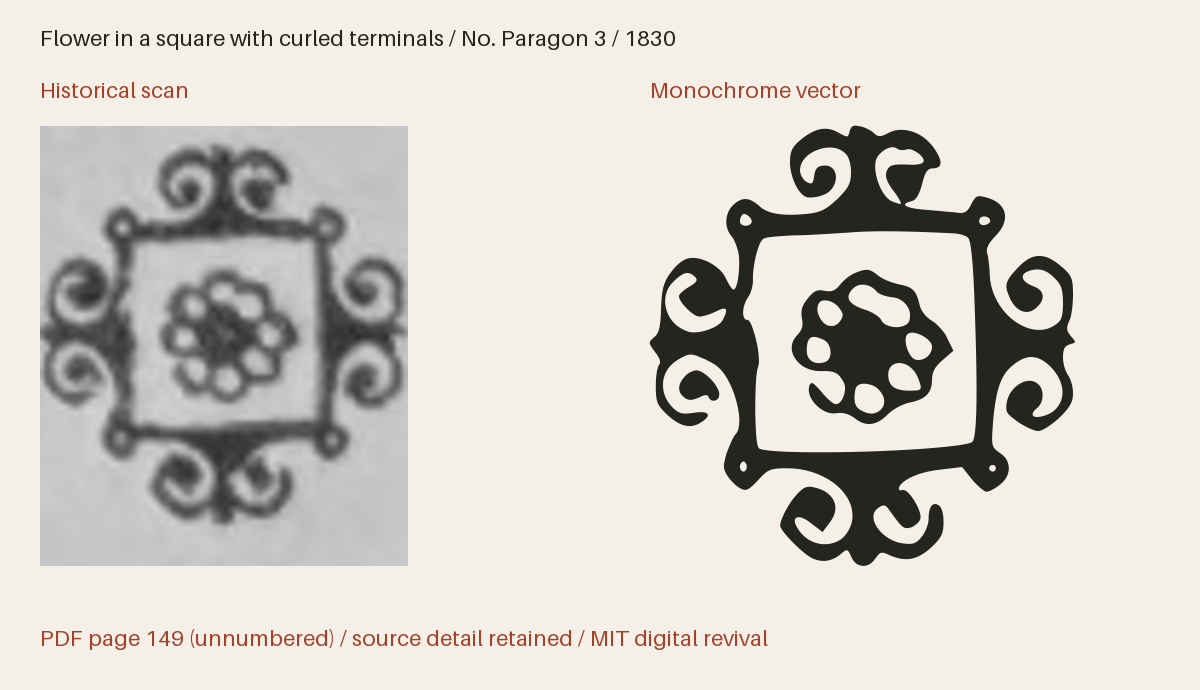 Flower in a square with curled terminals / No. Paragon 3 / 1830
Historical scan
Monochrome vector
PDF page 149 (unnumbered) / source detail retained / MIT digital revival